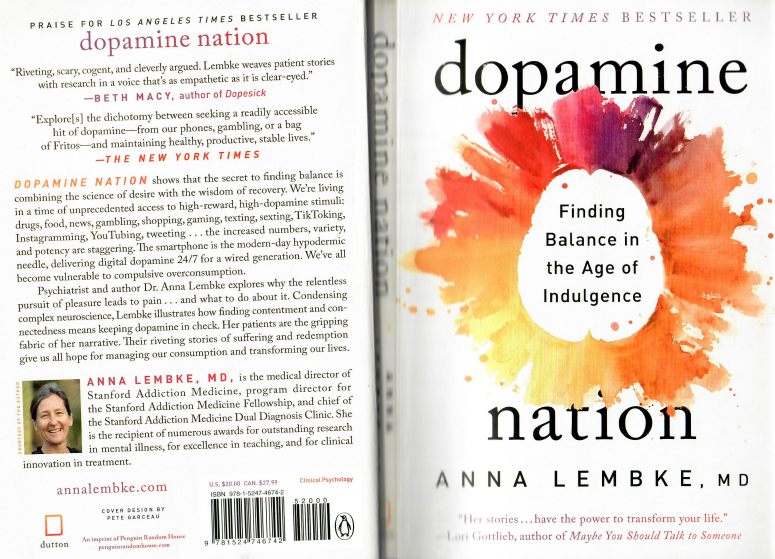 PRAISE FOR LOS ANGELES TIMES BESTSELLER
dopamine nation
“Riveting, scary, cogent, and cleverly argued. Lembke weaves patient stories
with research in a voice that’s as empathetic as it is clear-eyed.”
—BETH MACY, author of Dopesick
“Explore[s] the dichotomy between seeking a readily accessible
hit of dopamine—from our phones, gambling, or a bag
of Fritos—and maintaining healthy, productive, stable lives.”
—THE NEW YORK TIMES
DOPAMINE NATION shows that the secret to finding balance is
combining the science of desire with the wisdom of recovery. We’re living
in a time of unprecedented access to high-reward, high-dopamine stimuli:
drugs, food, news, gambling, shopping, gaming, texting, sexting, TikToking,
Instagramming, YouTubing, tweeting . . . the increased numbers, variety,
and potency are staggering. The smartphone is the modern-day hypodermic
needle, delivering digital dopamine 24/7 for a wired generation. We’ve all
become vulnerable to compulsive overconsumption.
Psychiatrist and author Dr. Anna Lembke explores why the relentless
pursuit of pleasure leads to pain . . . and what to do about it. Condensing
complex neuroscience, Lembke illustrates how finding contentment and con-
nectedness means keeping dopamine in check. Her patients are the gripping
fabric of her narrative. Their riveting stories of suffering and redemption
give us all hope for managing our consumption and transforming our lives.
COURTESY OF THE AUTHOR
ANNA LEMBKE, MD, is the medical director of
Stanford Addiction Medicine, program director for
the Stanford Addiction Medicine Fellowship, and chief of
the Stanford Addiction Medicine Dual Diagnosis Clinic. She
is the recipient of numerous awards for outstanding research
in mental illness, for excellence in teaching, and for clinical
innovation in treatment.
annalembke.com
COVER DESIGN BY
PETE GARCEAU
dutton
An imprint of Penguin Random House
penguinrandomhouse.com
U.S. $20.00 CAN. $27.99
Clinical Psychology
ISBN 978-1-5247-4674-2
52000
9 781524 746742
dopamine nation
NEW YORK TIMES BESTSELLER
dopamine
Finding
Balance in
the Age of
Indulgence
nation
ANNA LEMBKE, MD
“Her stories . . . have the power to transform your life.”
—Lori Gottlieb, author of Maybe You Should Talk to Someone